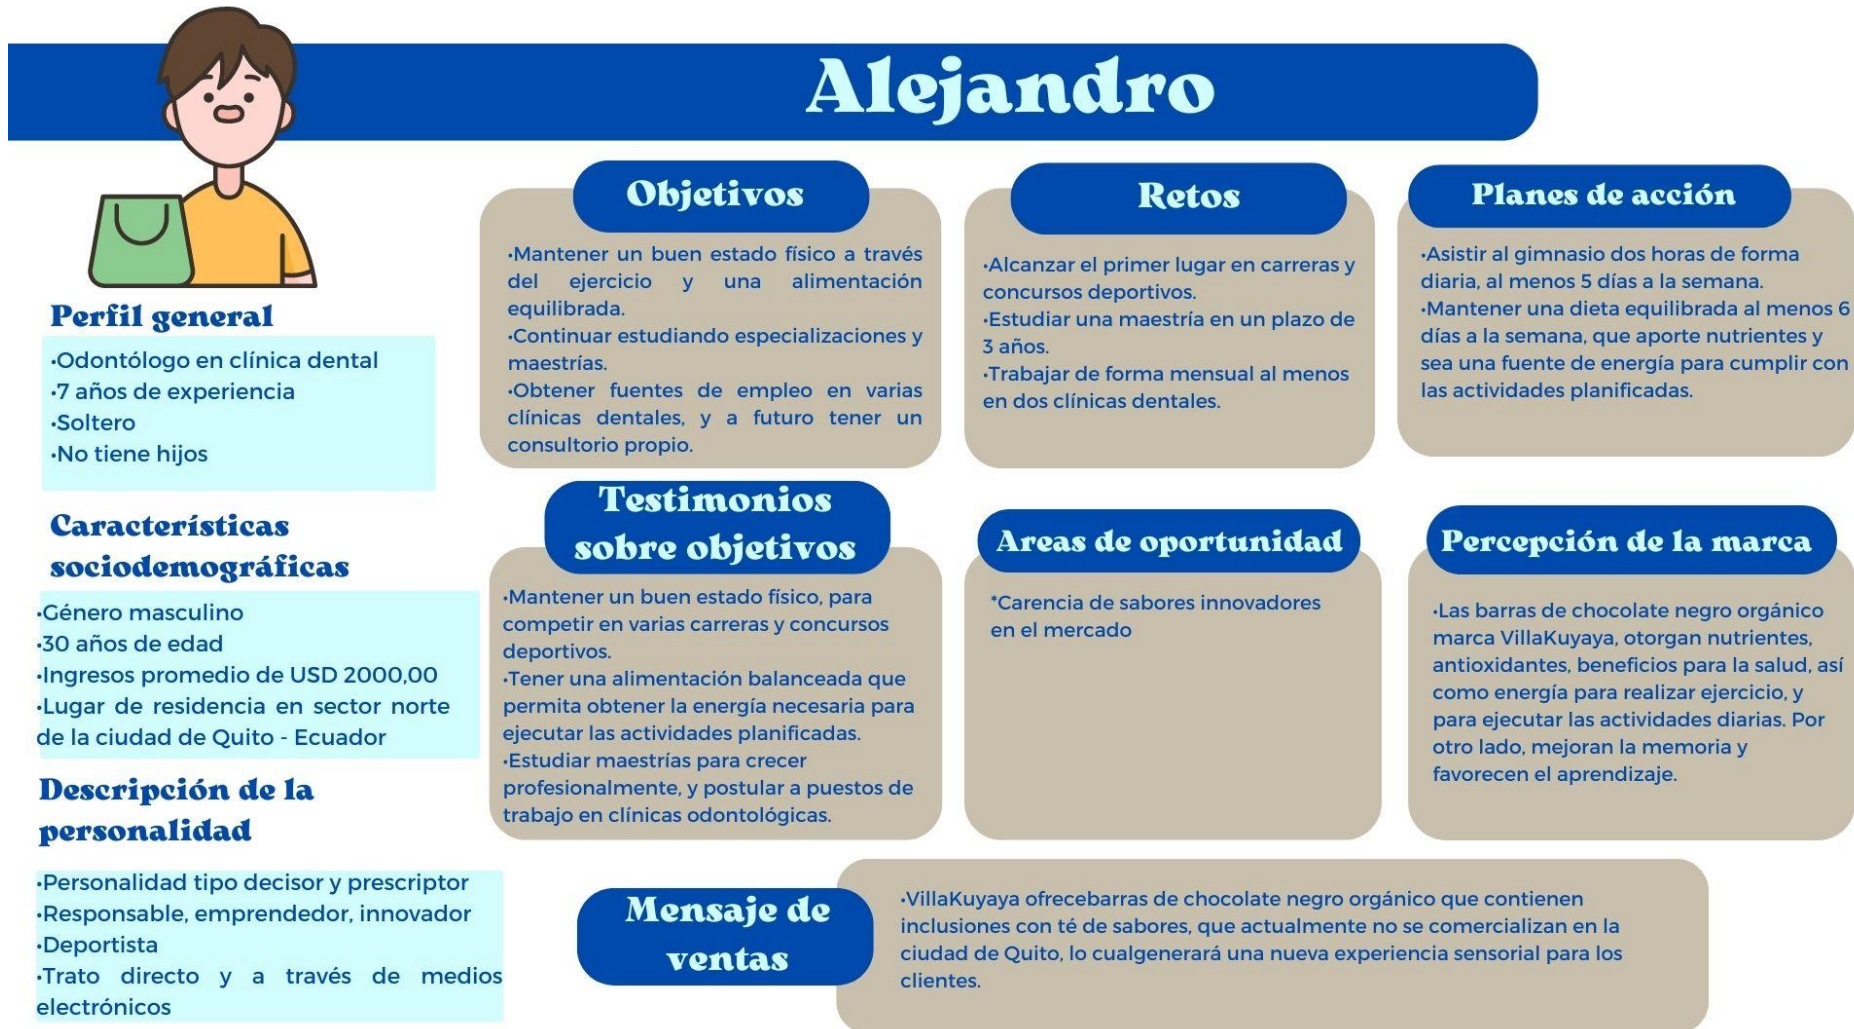 Alejandro
Perfil general
•Odontólogo en clínica dental
•7 años de experiencia
•Soltero
•No tiene hijos
Características
sociodemográficas
•Género masculino
•30 años de edad
•Ingresos promedio de USD 2000,00
•Lugar de residencia en sector norte
de la ciudad de Quito - Ecuador
Descripción de la
personalidad
•Personalidad tipo decisor y prescriptor
•Responsable, emprendedor, innovador
•Deportista
•Trato directo y a través de medios
electrónicos
Objetivos
•Mantener un buen estado físico a través
del ejercicio y una alimentación
equilibrada.
•Continuar estudiando especializaciones y
maestrías.
•Obtener fuentes de empleo en varias
clínicas dentales, y a futuro tener un
consultorio propio.
Retos
•Alcanzar el primer lugar en carreras y
concursos deportivos.
•Estudiar una maestría en un plazo de
3 años.
•Trabajar de forma mensual al menos
en dos clínicas dentales.
Planes de acción
•Asistir al gimnasio dos horas de forma
diaria, al menos 5 días a la semana.
•Mantener una dieta equilibrada al menos 6
días a la semana, que aporte nutrientes y
sea una fuente de energía para cumplir con
las actividades planificadas.
Testimonios
sobre objetivos
•Mantener un buen estado físico, para
competir en varias carreras y concursos
deportivos.
•Tener una alimentación balanceada que
permita obtener la energía necesaria para
ejecutar las actividades planificadas.
•Estudiar maestrías para crecer
profesionalmente, y postular a puestos de
trabajo en clínicas odontológicas.
Areas de oportunidad
*Carencia de sabores innovadores
en el mercado
Percepción de la marca
•Las barras de chocolate negro orgánico
marca VillaKuyaya, otorgan nutrientes,
antioxidantes, beneficios para la salud, así
como energía para realizar ejercicio, y
para ejecutar las actividades diarias. Por
otro lado, mejoran la memoria y
favorecen el aprendizaje.
Mensaje de
ventas
•VillaKuyaya ofrecebarras de chocolate negro orgánico que contienen
inclusiones con té de sabores, que actualmente no se comercializan en la
ciudad de Quito, lo cualgenerará una nueva experiencia sensorial para los
clientes.